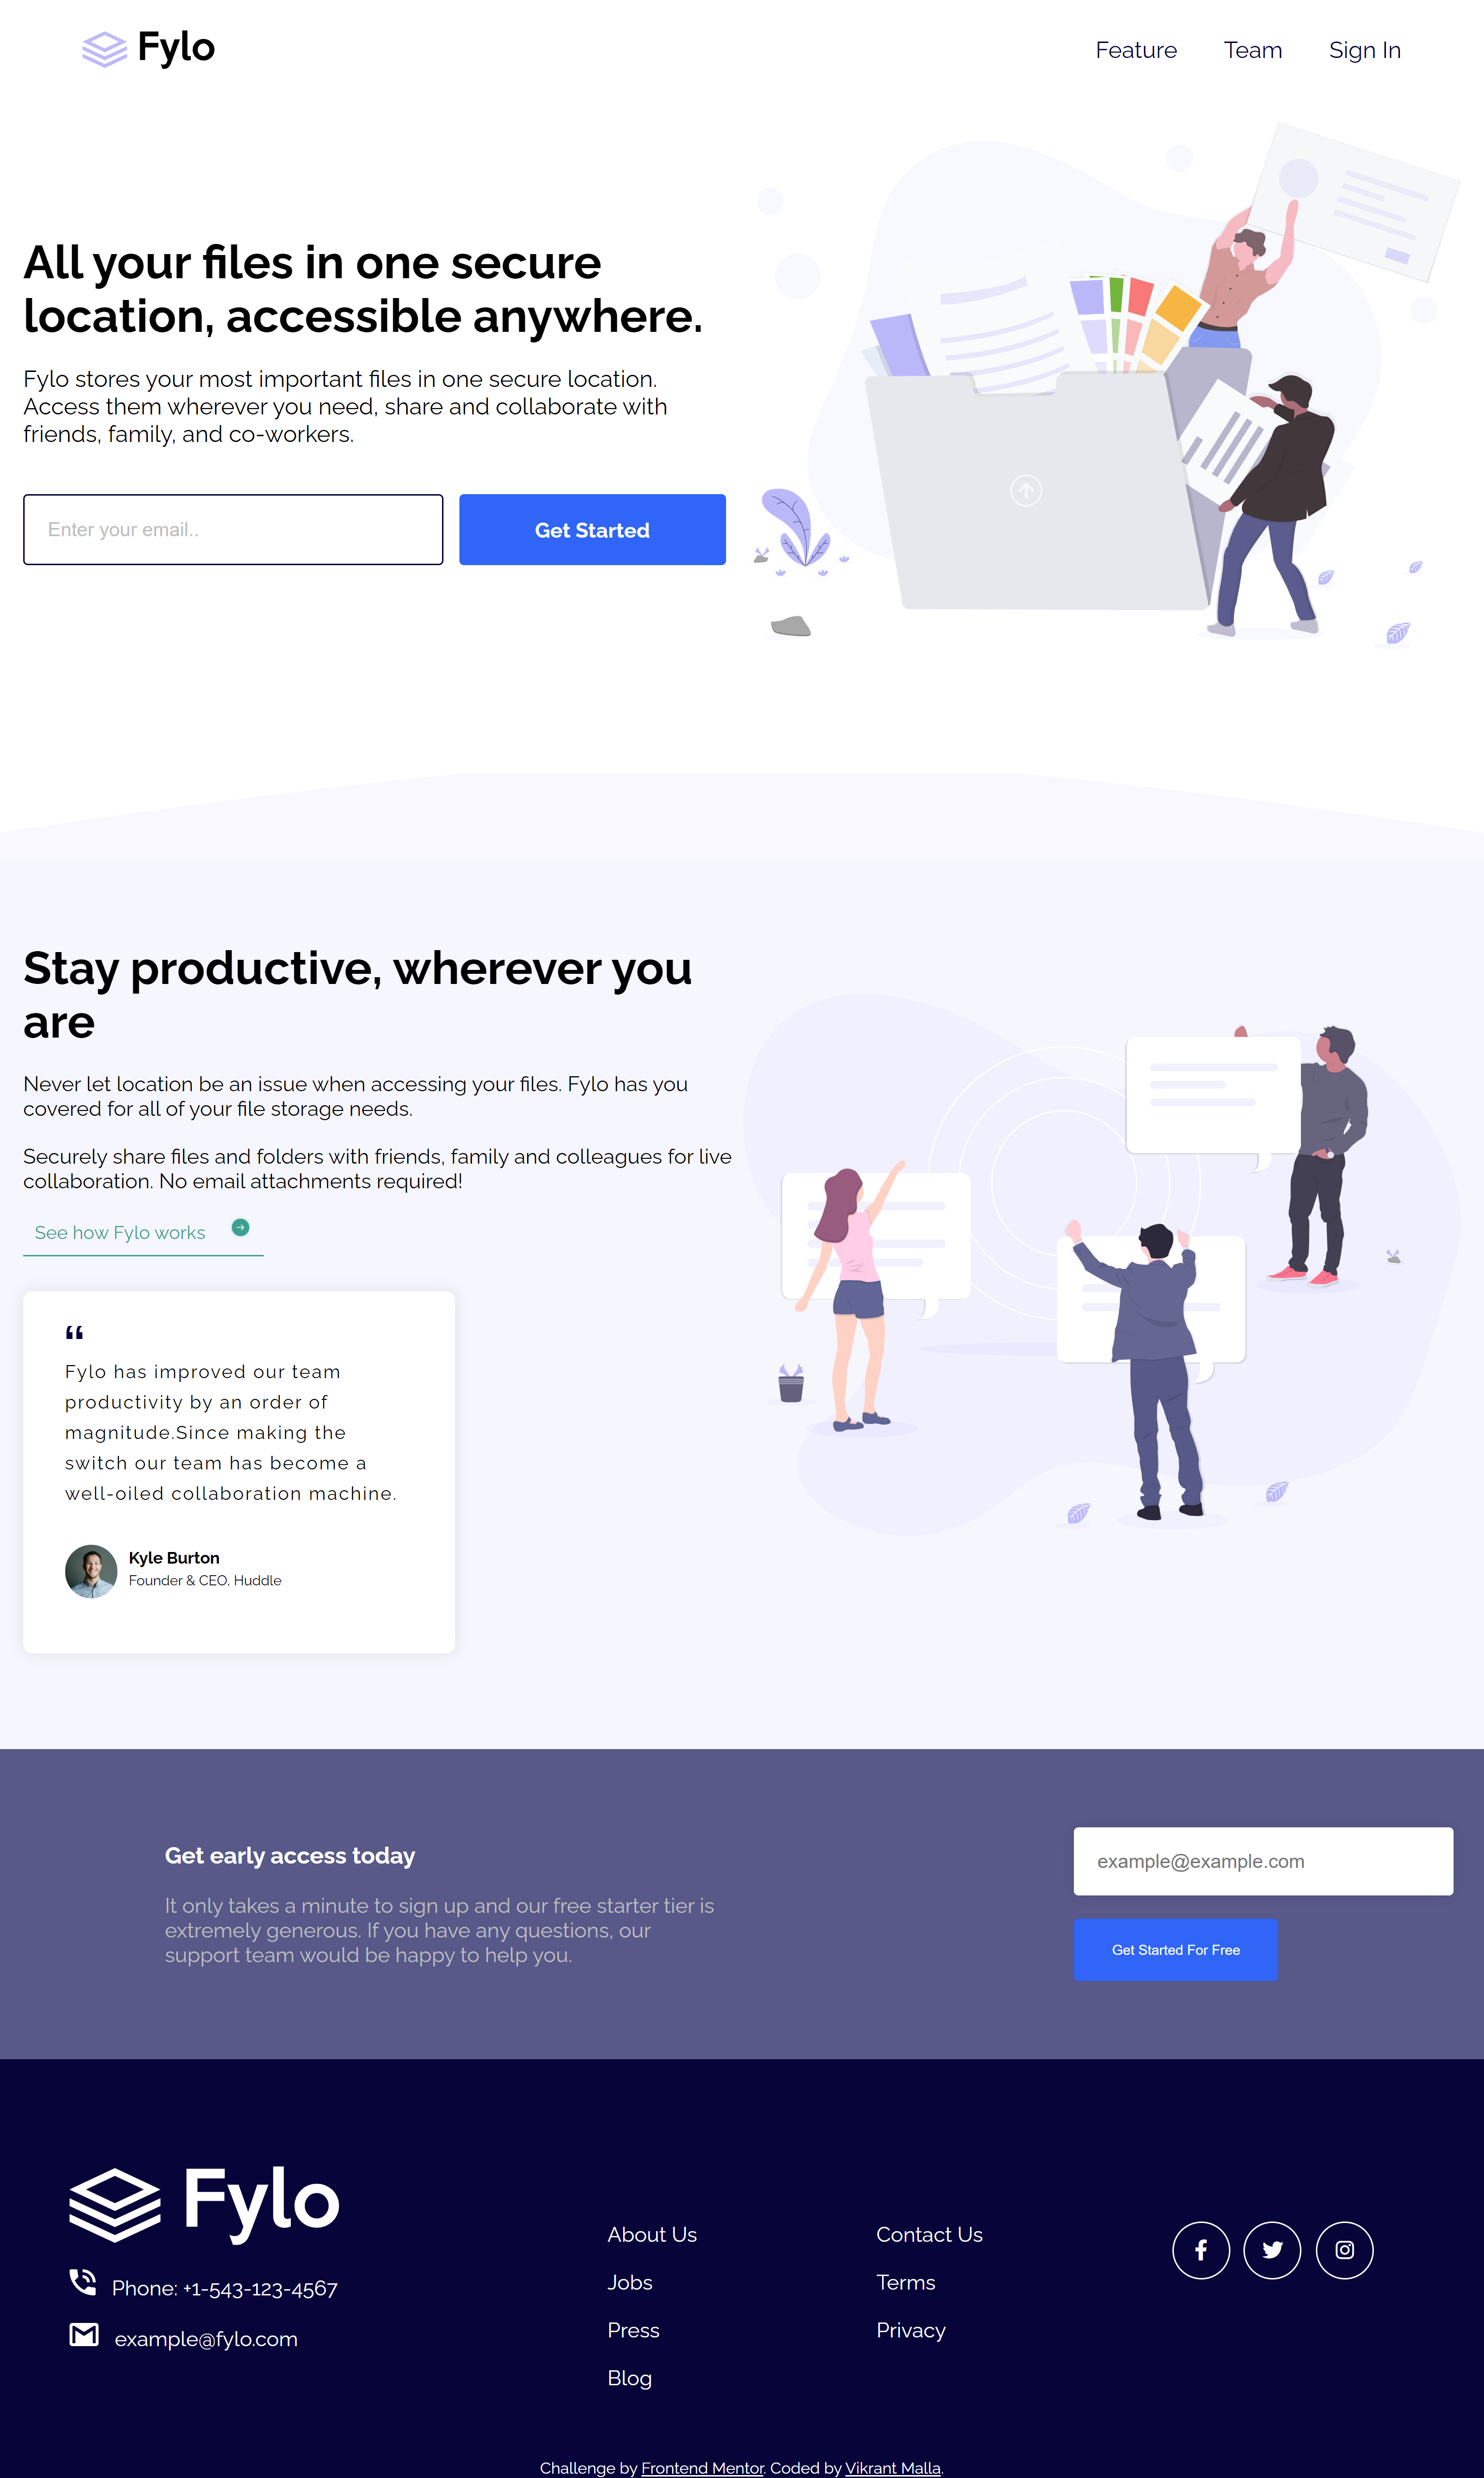 Fylo
Feature Team Sign In
All your files in one secure
location, accessible anywhere.
Fylo stores your most important files in one secure location.
Access them wherever you need, share and collaborate with
friends, family, and co-workers.
Enter your email..
Get Started
Stay productive, wherever you
are
Never let location be an issue when accessing your files. Fylo has you
covered for all of your file storage needs.
Securely share files and folders with friends, family and colleagues for live
collaboration. No email attachments required!
See how Fylo works
“
Fylo has improved our team
productivity by an order of
magnitude.Since making the
switch our team has become a
well-oiled collaboration machine.
Kyle Burton
Founder & CEO, Huddle
Get early access today
It only takes a minute to sign up and our free starter tier is
extremely generous. If you have any questions, our
support team would be happy to help you.
example@example.com
Get Started For Free
Fylo
Phone: +1-543-123-4567
example@fylo.com
About Us
Jobs
Press
Blog
Contact Us
Terms
Privacy
Challenge by Frontend Mentor. Coded by Vikrant Malla.